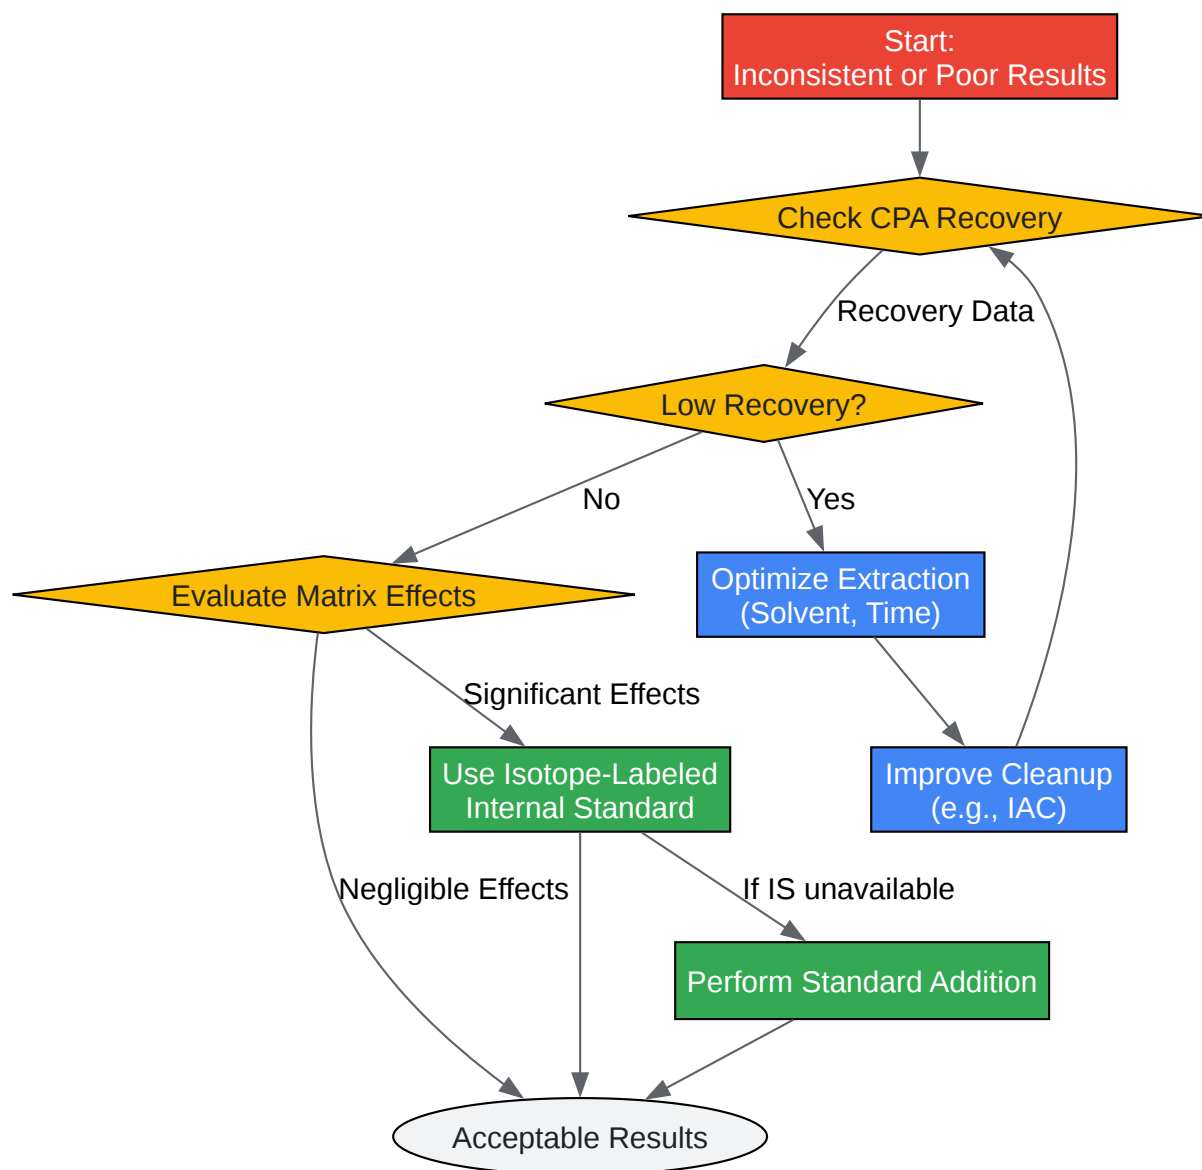 Start:
Inconsistent or Poor Results
Check CPA Recovery
Recovery Data
Low Recovery?
No
Yes
Optimize Extraction
(Solvent, Time)
Evaluate Matrix Effects
Significant Effects
Use Isotope-Labeled
Internal Standard
Improve Cleanup
(e.g., IAC)
Negligible Effects
If IS unavailable
Perform Standard Addition
Acceptable Results